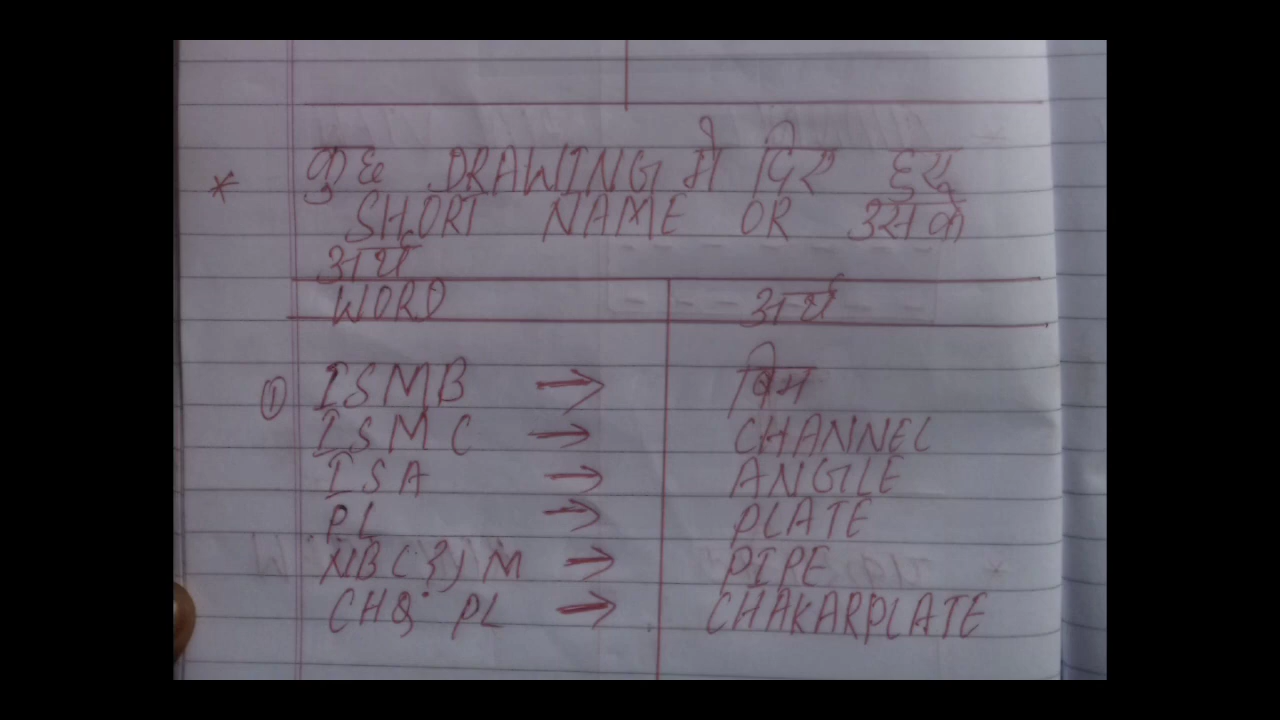 * कुछ DRAWING में दिए हुए
SHORT NAME OR उसके
अर्थ
WORD अर्थ
① ISMB → बिम
ISMC → CHANNEL
ISA → ANGLE
PL → PLATE
NB ( ) M → PIPE
CHQ PL → CHAKARPLATE